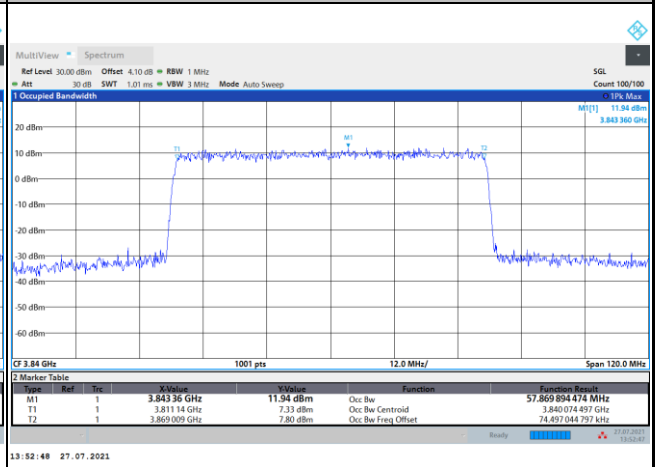 MultiView Spectrum
Ref Level 30.00 dBm Offset 4.10 dB RBW 1 MHz SGL
Att 30 dB SWT 1.01 ms VBW 3 MHz Mode Auto Sweep Count 100/100
1 Occupied Bandwidth 1Pk Max
M1[1] 11.94 dBm
3.843 360 GHz
20 dBm
M1
T1 T2
10 dBm
0 dBm
-10 dBm
-20 dBm
-30 dBm
-40 dBm
-50 dBm
-60 dBm
CF 3.84 GHz 1001 pts 12.0 MHz/ Span 120.0 MHz
2 Marker Table
Type Ref Trc X-Value Y-Value Function Function Result
M1 1 3.843 36 GHz 11.94 dBm Occ Bw 57.869 894 474 MHz
T1 1 3.811 14 GHz 7.33 dBm Occ Bw Centroid 3.840 074 497 GHz
T2 1 3.869 009 GHz 7.80 dBm Occ Bw Freq Offset 74.497 044 797 kHz
Ready 27.07.2021
13:52:47
13:52:48 27.07.2021